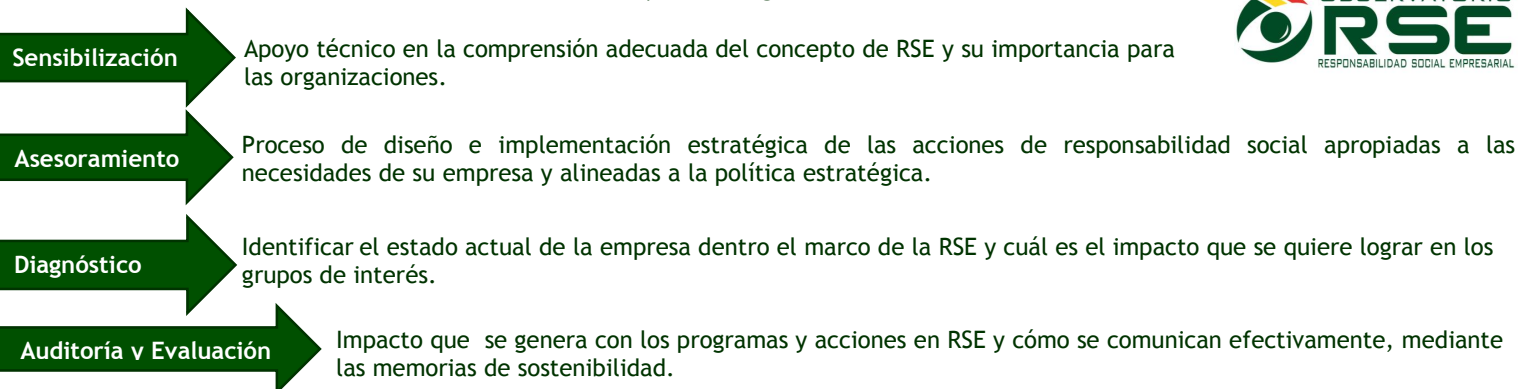 RSE
RESPONSABILIDAD SOCIAL EMPRESARIAL
Sensibilización
Apoyo técnico en la comprensión adecuada del concepto de RSE y su importancia para
las organizaciones.
Asesoramiento
Proceso de diseño e implementación estratégica de las acciones de responsabilidad social apropiadas a las
necesidades de su empresa y alineadas a la política estratégica.
Diagnóstico
Identificar el estado actual de la empresa dentro el marco de la RSE y cuál es el impacto que se quiere lograr en los
grupos de interés.
Auditoría y Evaluación
Impacto que se genera con los programas y acciones en RSE y cómo se comunican efectivamente, mediante
las memorias de sostenibilidad.